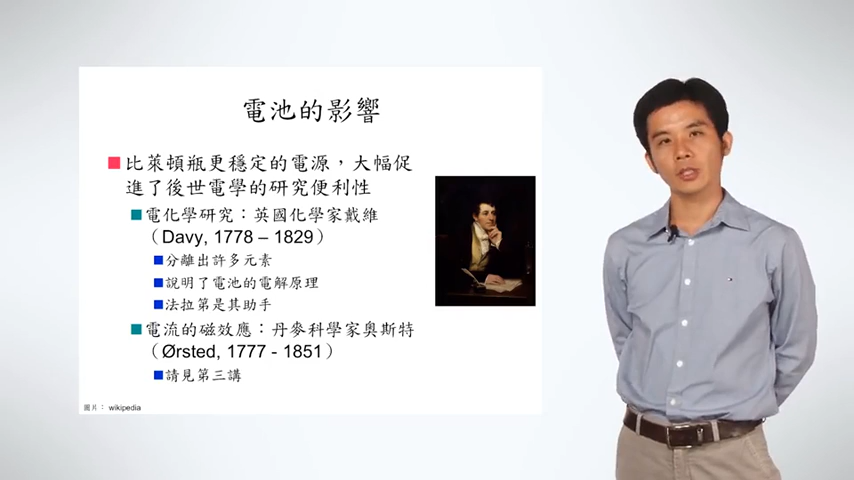 電池的影響
比萊頓瓶更穩定的電源，大幅促
進了後世電學的研究便利性
電化學研究：英國化學家戴維
（Davy, 1778 – 1829）
分離出許多元素
說明了電池的電解原理
法拉第是其助手
電流的磁效應：丹麥科學家奧斯特
（Ørsted, 1777 - 1851）
請見第三講
圖片： wikipedia